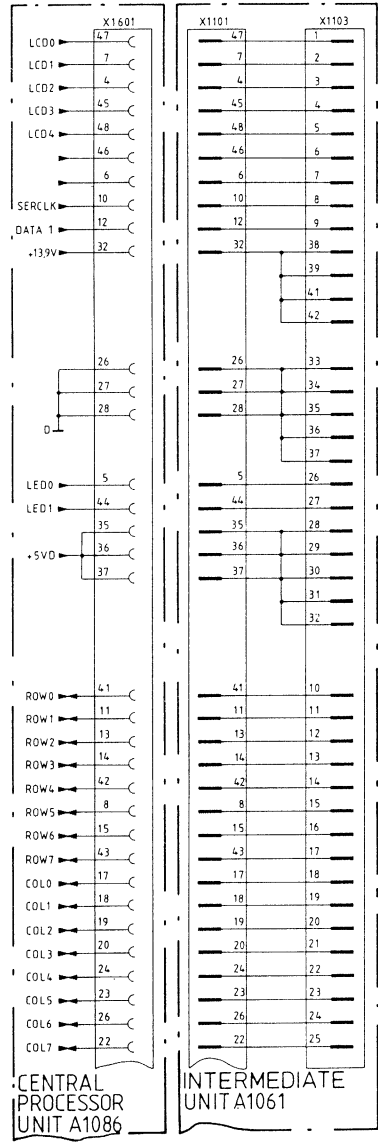 X1601 X1101 X1103
LCD0 47 47 1
LCD1 7 7 2
LCD2 4 4 3
LCD3 45 45 4
LCD4 48 48 5
46 46 6
6 6 7
SERCLK 10 10 8
DATA 1 12 12 9
+13,9V 32 32 38
39
41
42
26 26 33
27 27 34
28 28 35
D 36
37
LED0 5 5 26
LED1 44 44 27
35 35 28
+5VD 36 36 29
37 37 30
31
32
ROW0 41 41 10
ROW1 11 11 11
ROW2 13 13 12
ROW3 14 14 13
ROW4 42 42 14
ROW5 8 8 15
ROW6 15 15 16
ROW7 43 43 17
COL0 17 17 18
COL1 18 18 19
COL2 19 19 20
COL3 20 20 21
COL4 24 24 22
COL5 23 23 23
COL6 26 26 24
COL7 22 22 25
CENTRAL
PROCESSOR
UNIT A1086
INTERMEDIATE
UNIT A1061